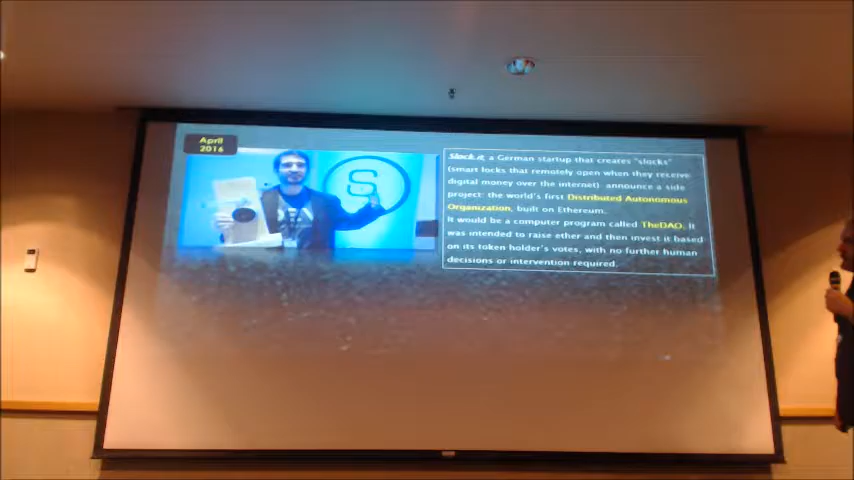 April
2016
Slock.it, a German startup that creates "slocks"
(smart locks that remotely open when they receive
digital money over the internet) announce a side
project: the world's first Distributed Autonomous
Organization, built on Ethereum.
It would be a computer program called TheDAO. It
was intended to raise ether and then invest it based
on its token holder's votes, with no further human
decisions or intervention required.
S